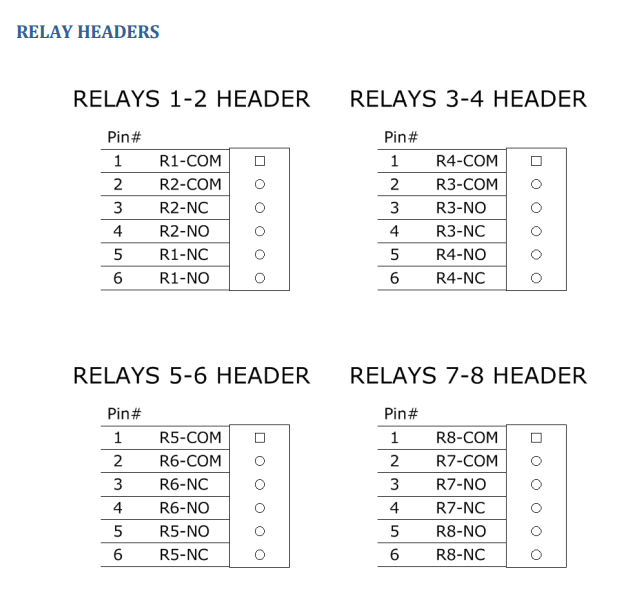 RELAY HEADERS
RELAYS 1-2 HEADER
Pin#
1 R1-COM
2 R2-COM
3 R2-NC
4 R2-NO
5 R1-NC
6 R1-NO
RELAYS 3-4 HEADER
Pin#
1 R4-COM
2 R3-COM
3 R3-NO
4 R3-NC
5 R4-NO
6 R4-NC
RELAYS 5-6 HEADER
Pin#
1 R5-COM
2 R6-COM
3 R6-NC
4 R6-NO
5 R5-NO
6 R5-NC
RELAYS 7-8 HEADER
Pin#
1 R8-COM
2 R7-COM
3 R7-NO
4 R7-NC
5 R8-NO
6 R8-NC